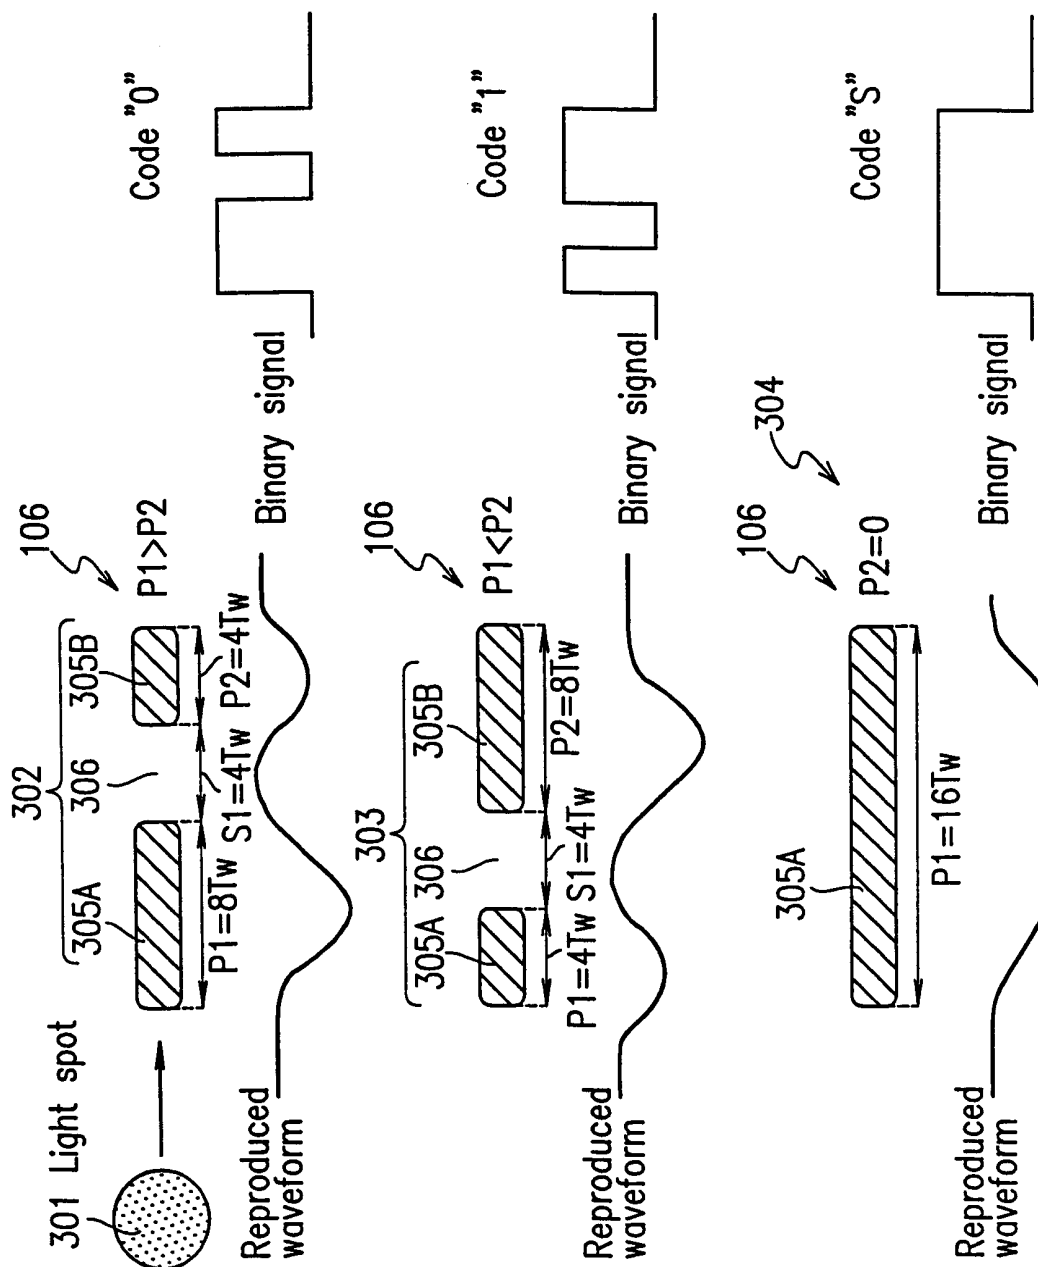 301 Light spot
302
305A
306
305B
106
P1>P2
P1=8Tw
S1=4Tw
P2=4Tw
Reproduced
waveform
Binary signal
Code "0"
303
305A
306
305B
106
P1<P2
P1=4Tw
S1=4Tw
P2=8Tw
Reproduced
waveform
Binary signal
Code "1"
305A
106
304
P2=0
P1=16Tw
Reproduced
waveform
Binary signal
Code "S"